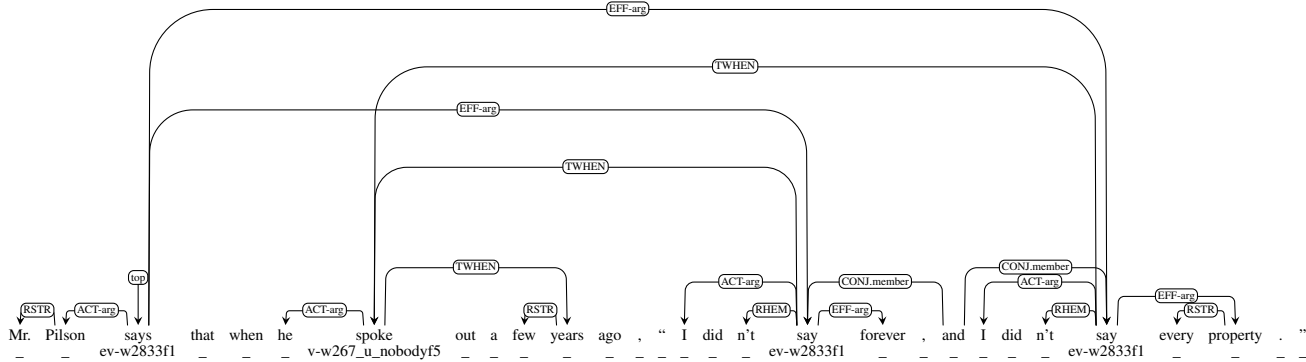 EFF-arg
TWHEN
EFF-arg
TWHEN
top TWHEN ACT-arg CONJ.member CONJ.member
RSTR ACT-arg ACT-arg RSTR RHEM EFF-arg ACT-arg RHEM EFF-arg RSTR
Mr. Pilson says that when he spoke out a few years ago , “ I did n't say forever , and I did n't say every property . ”
_ _ ev-w2833f1 _ _ _ v-w267_u_nobodyf5 _ _ _ _ _ _ _ _ _ _ ev-w2833f1 _ _ _ _ _ _ ev-w2833f1 _ _ _ _